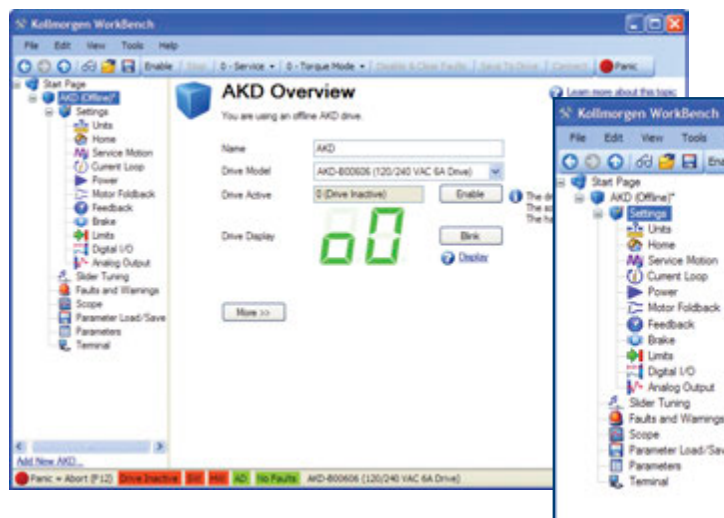 Kollmorgen WorkBench
File Edit View Tools Help
Enable Stop 0 - Service 0 - Torque Mode Disable & Clear Faults Save To Drive Connect Panic
Start Page
AKD (Offline)*
Settings
Units
Home
Service Motion
Current Loop
Power
Motor Foldback
Feedback
Brake
Limits
Digital I/O
Analog Output
Slider Tuning
Faults and Warnings
Scope
Parameter Load/Save
Parameters
Terminal
Add New AKD...
AKD Overview
Learn more about this topic
You are using an offline AKD drive.
Name AKD
Drive Model AKD-B00606 (120/240 VAC 6A Drive)
Drive Active 0 (Drive Inactive) Enable
The
The
The
Drive Display o0 Blink
Display
More >>
Panic = Abort (F12) Drive Inactive SW HW AD No Faults AKD-B00606 (120/240 VAC 6A Drive)
Kollmorgen WorkBench
File Edit View Tools
Start Page
AKD (Offline)*
Settings
Units
Home
Service Motion
Current Loop
Power
Motor Foldback
Feedback
Brake
Limits
Digital I/O
Analog Output
Slider Tuning
Faults and Warnings
Scope
Parameter Load/Sav
Parameters
Terminal